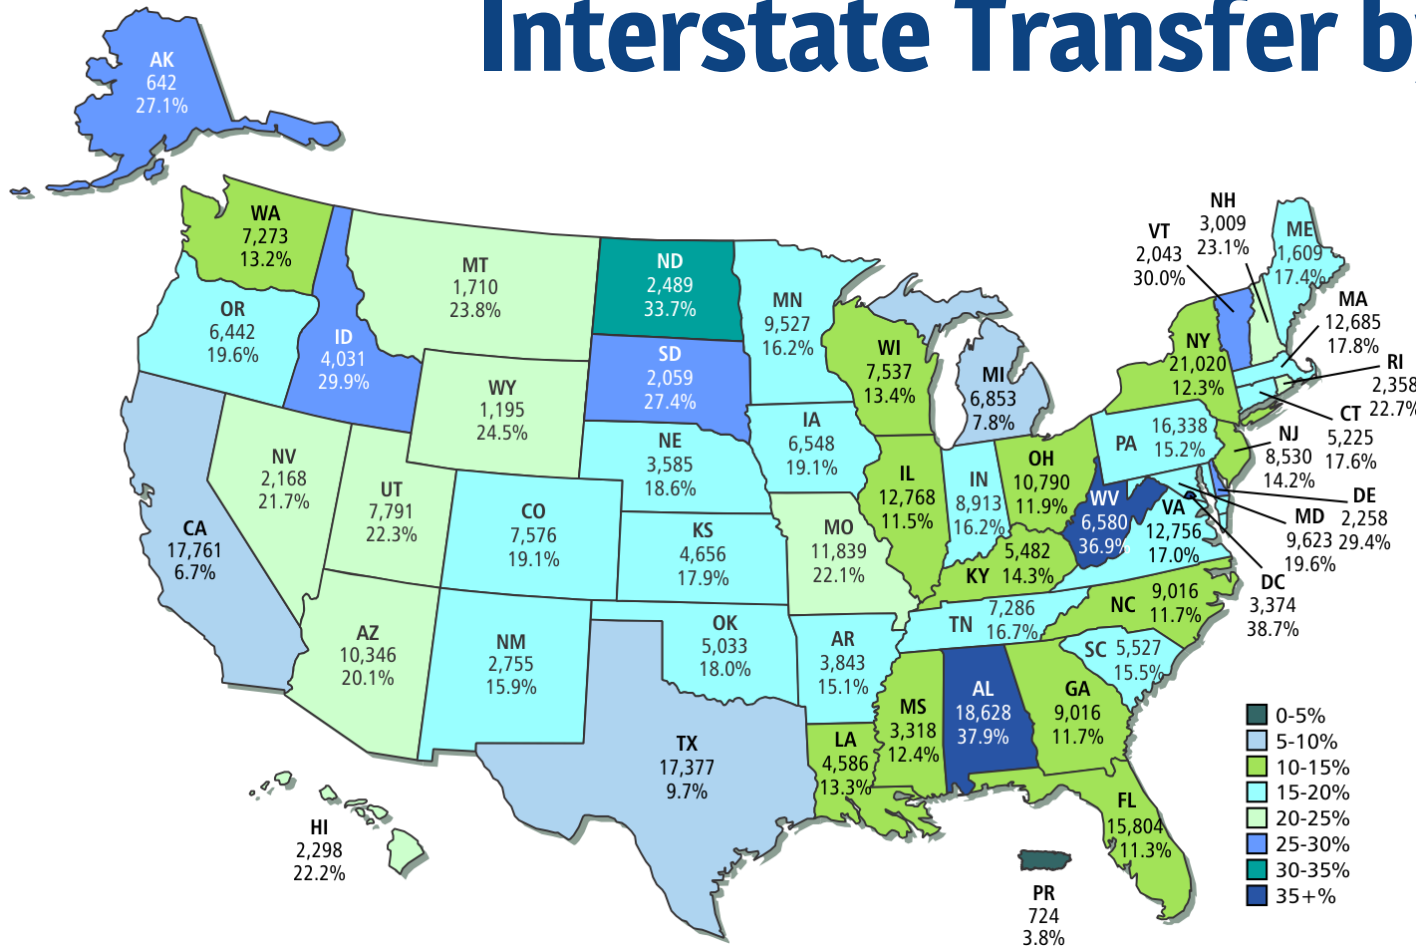 Interstate Transfer b
AK
642
27.1%
WA
7,273
13.2%
OR
6,442
19.6%
ID
4,031
29.9%
MT
1,710
23.8%
ND
2,489
33.7%
SD
2,059
27.4%
WY
1,195
24.5%
MN
9,527
16.2%
WI
7,537
13.4%
MI
6,853
7.8%
VT
2,043
30.0%
NH
3,009
23.1%
ME
1,609
17.4%
MA
12,685
17.8%
NY
21,020
12.3%
RI
2,358
22.7%
CT
5,225
17.6%
NJ
8,530
14.2%
DE
2,258
29.4%
MD
9,623
19.6%
DC
3,374
38.7%
PA
16,338
15.2%
OH
10,790
11.9%
WV
6,580
36.9%
VA
12,756
17.0%
IN
8,913
16.2%
IL
12,768
11.5%
IA
6,548
19.1%
NE
3,585
18.6%
NV
2,168
21.7%
UT
7,791
22.3%
CO
7,576
19.1%
KS
4,656
17.9%
MO
11,839
22.1%
KY
5,482
14.3%
CA
17,761
6.7%
AZ
10,346
20.1%
NM
2,755
15.9%
OK
5,033
18.0%
AR
3,843
15.1%
TN
7,286
16.7%
NC
9,016
11.7%
SC
5,527
15.5%
TX
17,377
9.7%
LA
4,586
13.3%
MS
3,318
12.4%
AL
18,628
37.9%
GA
9,016
11.7%
FL
15,804
11.3%
HI
2,298
22.2%
PR
724
3.8%
0-5%
5-10%
10-15%
15-20%
20-25%
25-30%
30-35%
35+%